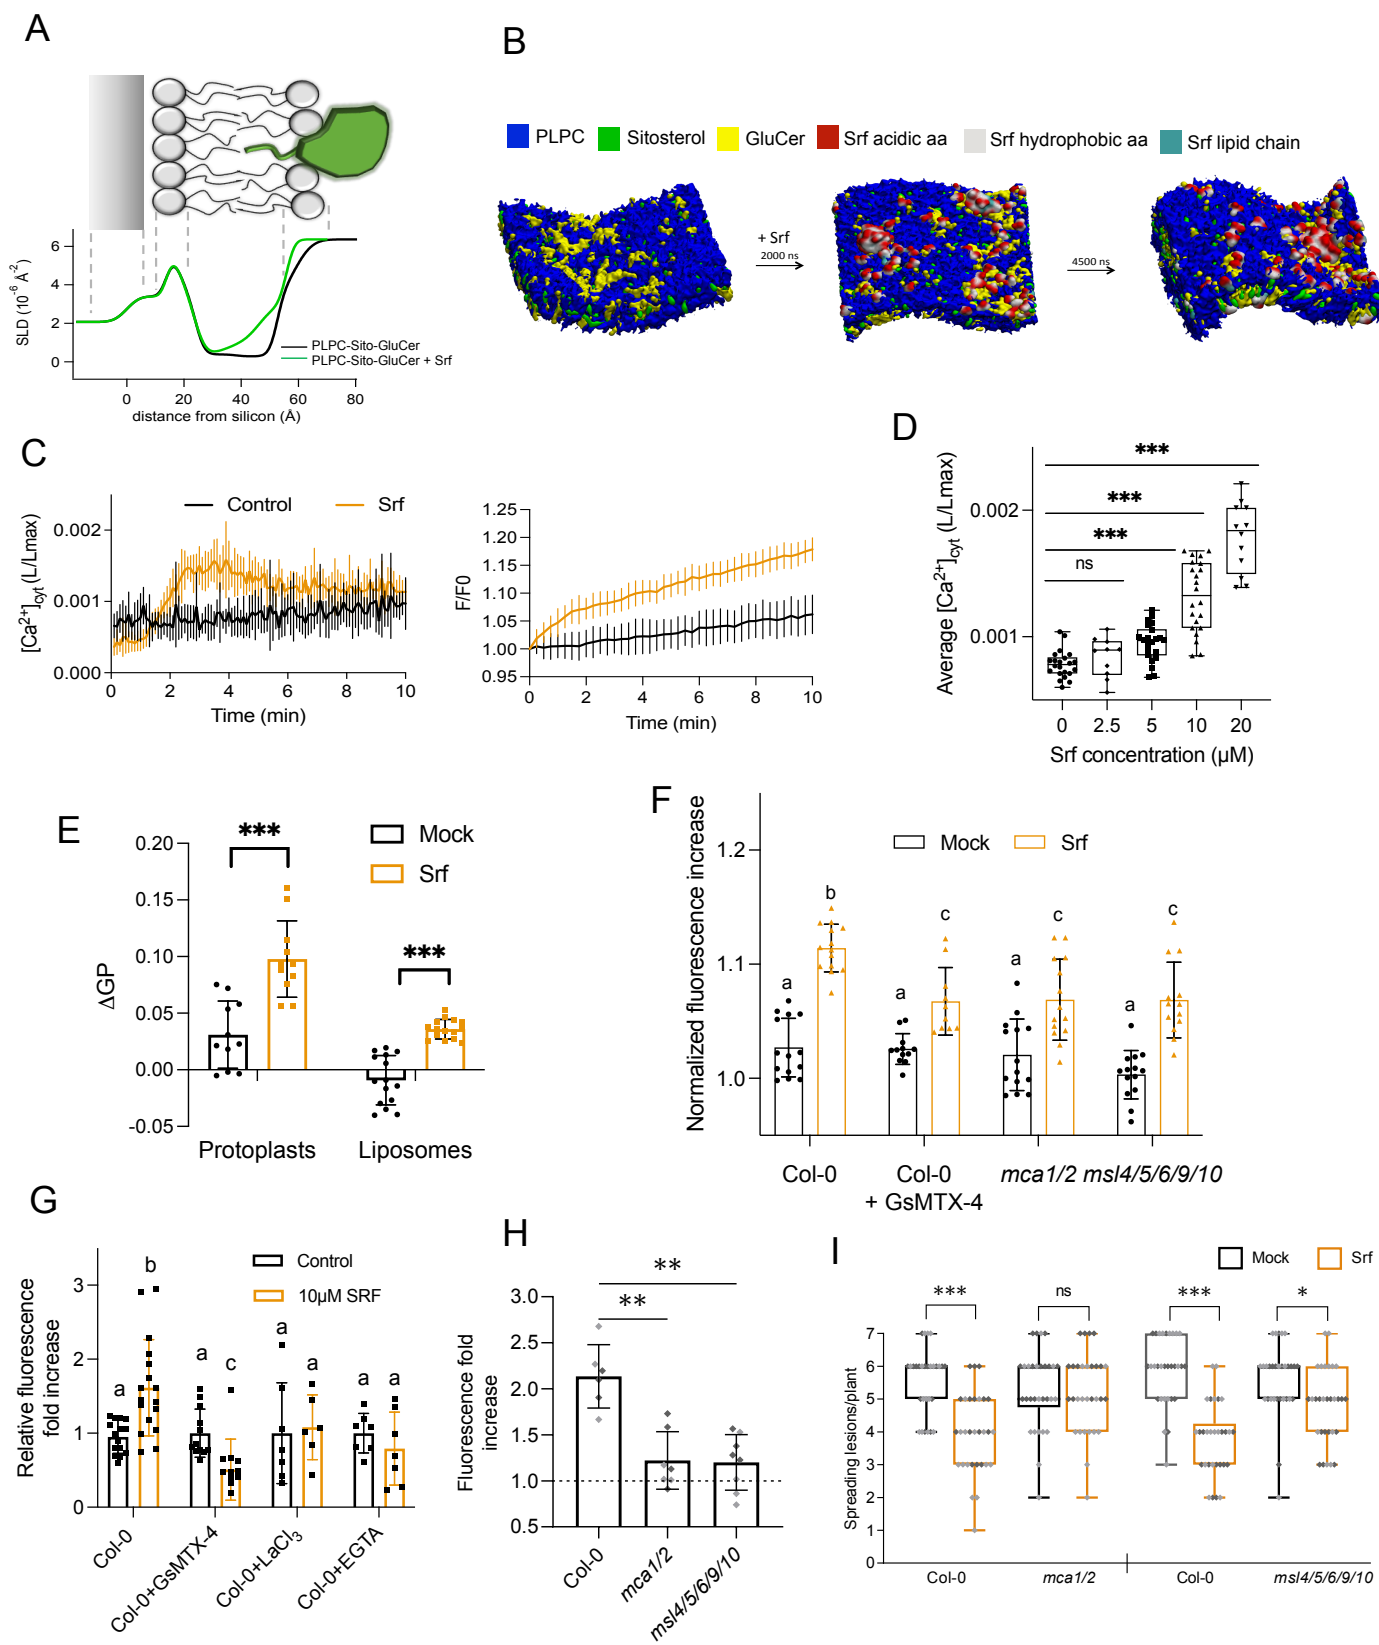 A
B
PLPC Sitosterol GluCer Srf acidic aa Srf hydrophobic aa Srf lipid chain
+ Srf
2000 ns
4500 ns
SLD (10⁻⁶ Å⁻²)
6
4
2
0
PLPC-Sito-GluCer
PLPC-Sito-GluCer + Srf
0 20 40 60 80
distance from silicon (Å)
C
Control Srf
[Ca²⁺]cyt (L/Lmax)
0.002
0.001
0.000
0 2 4 6 8 10
Time (min)
F/F0
1.25
1.20
1.15
1.10
1.05
1.00
0.95
0 2 4 6 8 10
Time (min)
D
Average [Ca²⁺]cyt (L/Lmax)
0.002
0.001
***
***
***
ns
0 2.5 5 10 20
Srf concentration (µM)
E
ΔGP
0.20
0.15
0.10
0.05
0.00
-0.05
***
***
Mock
Srf
Protoplasts Liposomes
F
Normalized fluorescence increase
1.2
1.1
1.0
Mock Srf
a b a c a c a c
Col-0 Col-0 mca1/2 msl4/5/6/9/10
+ GsMTX-4
G
Relative fluorescence
fold increase
3
2
1
0
Control
10µM SRF
a b a c a a a a
Col-0 Col-0+GsMTX-4 Col-0+LaCl₃ Col-0+EGTA
H
Fluorescence fold
increase
3.0
2.5
2.0
1.5
1.0
0.5
**
**
Col-0 mca1/2 msl4/5/6/9/10
I
Mock Srf
Spreading lesions/plant
7
6
5
4
3
2
1
0
*** ns *** *
Col-0 mca1/2 Col-0 msl4/5/6/9/10